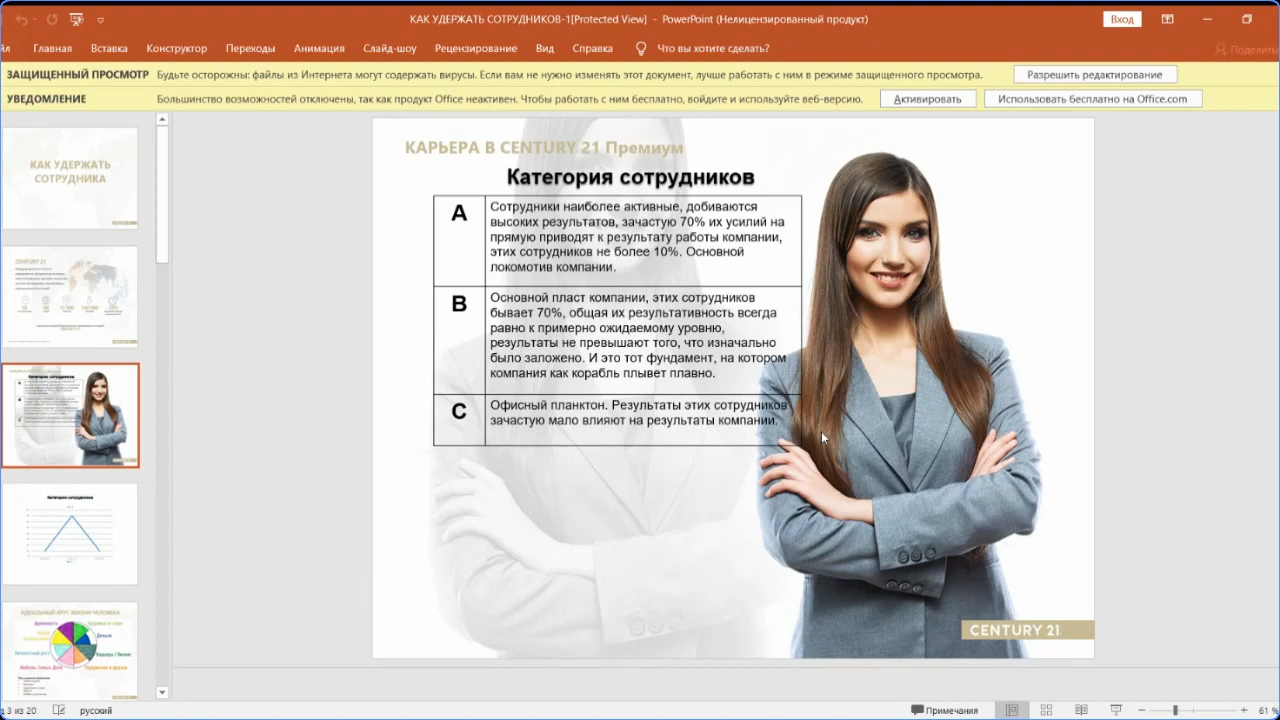 КАК УДЕРЖАТЬ СОТРУДНИКОВ-1[Protected View] - PowerPoint (Нелицензированный продукт)
Вход
Главная
Вставка
Конструктор
Переходы
Анимация
Слайд-шоу
Рецензирование
Вид
Справка
Что вы хотите сделать?
Поделиться
ЗАЩИЩЕННЫЙ ПРОСМОТР
Будьте осторожны: файлы из Интернета могут содержать вирусы. Если вам не нужно изменять этот документ, лучше работать с ним в режиме защищенного просмотра.
Разрешить редактирование
УВЕДОМЛЕНИЕ
Большинство возможностей отключены, так как продукт Office неактивен. Чтобы работать с ним бесплатно, войдите и используйте веб-версию.
Активировать
Использовать бесплатно на Office.com
КАК УДЕРЖАТЬ
СОТРУДНИКА
CENTURY 21
Категория сотрудников
ИДЕАЛЬНЫЙ КРУГ ЖИЗНИ ЧЕЛОВЕКА
Духовность
Деньги
Карьера / бизнес
Любовь, Семья, Дети
КАРЬЕРА В CENTURY 21 Премиум
Категория сотрудников
A
Сотрудники наиболее активные, добиваются
высоких результатов, зачастую 70% их усилий на
прямую приводят к результату работы компании,
этих сотрудников не более 10%. Основной
локомотив компании.
B
Основной пласт компании, этих сотрудников
бывает 70%, общая их результативность всегда
равно к примерно ожидаемому уровню,
результаты не превышают того, что изначально
было заложено. И это тот фундамент, на котором
компания как корабль плывет плавно.
C
Офисный планктон. Результаты этих сотрудников
зачастую мало влияют на результаты компании.
CENTURY 21
3 из 20
русский
Примечания
61 %